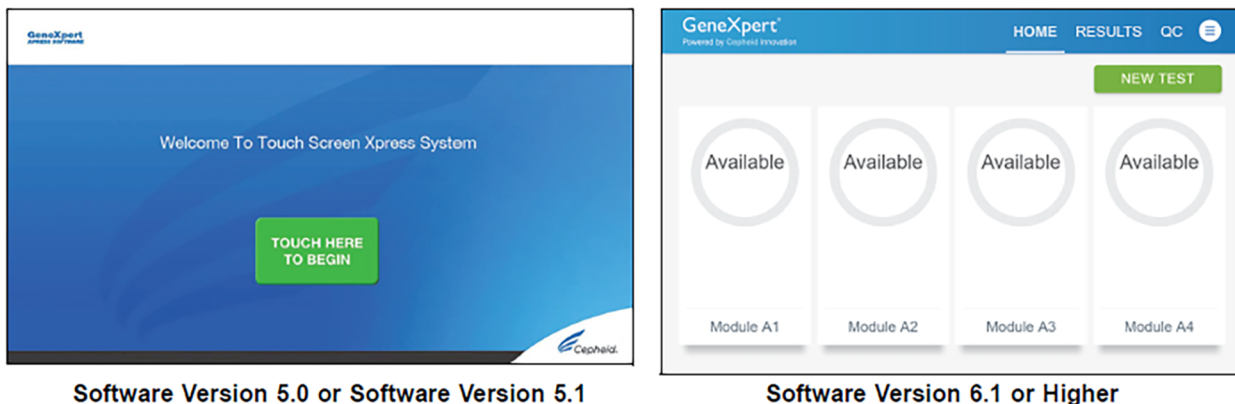 GeneXpert
XPRESS SOFTWARE
Welcome To Touch Screen Xpress System
TOUCH HERE
TO BEGIN
Cepheid.
Software Version 5.0 or Software Version 5.1
GeneXpert®
Powered by Cepheid Innovation
HOME RESULTS QC
NEW TEST
Available Available Available Available
Module A1 Module A2 Module A3 Module A4
Software Version 6.1 or Higher